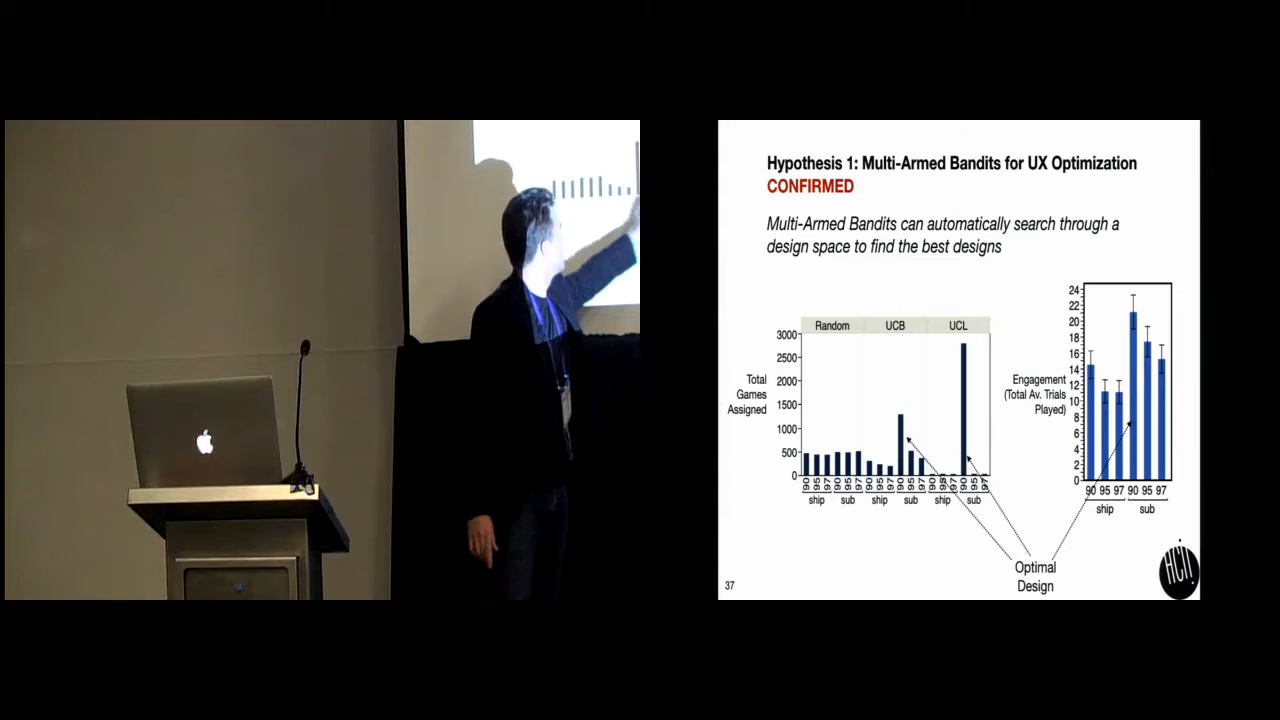 Hypothesis 1: Multi-Armed Bandits for UX Optimization
CONFIRMED
Multi-Armed Bandits can automatically search through a
design space to find the best designs
Random UCB UCL
Total
Games
Assigned
3000
2500
2000
1500
1000
500
0
90 95 97 90 95 97 90 95 97 90 95 97 90 95 97 90 95 97
ship sub ship sub ship sub
Engagement
(Total Av. Trials
Played)
24
22
20
18
16
14
12
10
8
6
4
2
0
90 95 97 90 95 97
ship sub
Optimal
Design
37
HCII